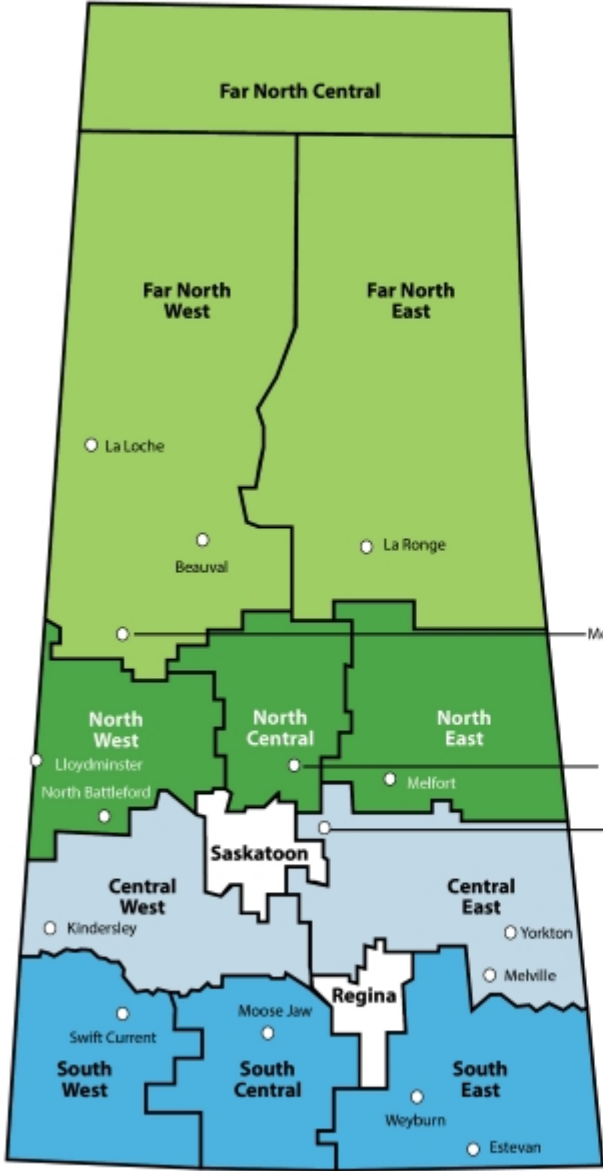 Far North Central
Far North
West
Far North
East
La Loche
Beauval
La Ronge
North
West
North
Central
North
East
Lloydminster
North Battleford
Melfort
Saskatoon
Central
West
Central
East
Kindersley
Yorkton
Melville
Regina
Swift Current
Moose Jaw
South
West
South
Central
South
East
Weyburn
Estevan